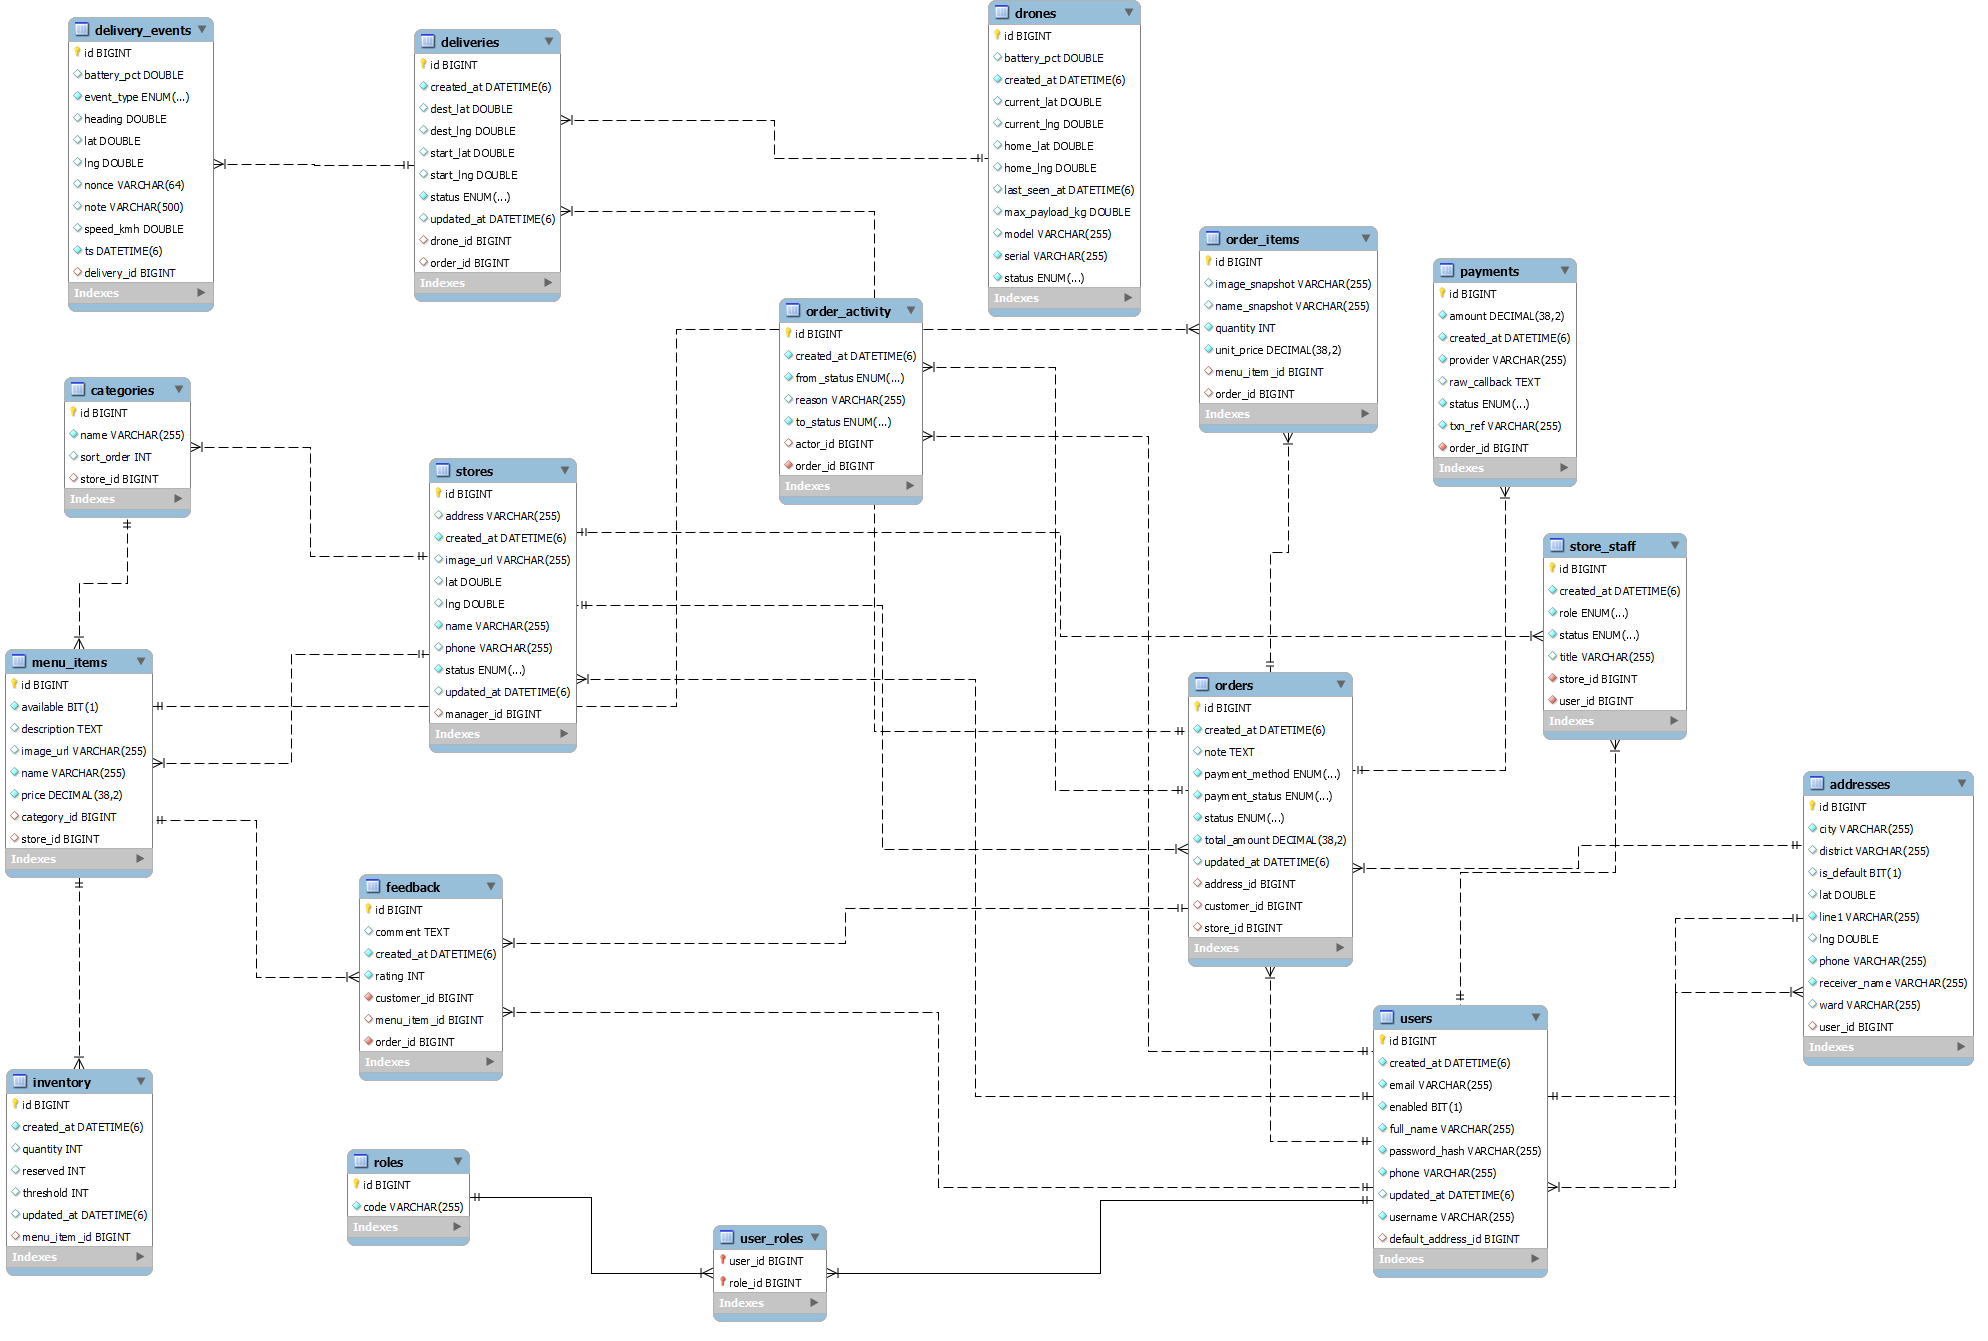 delivery_events
id BIGINT
battery_pct DOUBLE
event_type ENUM(...)
heading DOUBLE
lat DOUBLE
lng DOUBLE
nonce VARCHAR(64)
note VARCHAR(500)
speed_kmh DOUBLE
ts DATETIME(6)
delivery_id BIGINT
Indexes
deliveries
id BIGINT
created_at DATETIME(6)
dest_lat DOUBLE
dest_lng DOUBLE
start_lat DOUBLE
start_lng DOUBLE
status ENUM(...)
updated_at DATETIME(6)
drone_id BIGINT
order_id BIGINT
Indexes
drones
id BIGINT
battery_pct DOUBLE
created_at DATETIME(6)
current_lat DOUBLE
current_lng DOUBLE
home_lat DOUBLE
home_lng DOUBLE
last_seen_at DATETIME(6)
max_payload_kg DOUBLE
model VARCHAR(255)
serial VARCHAR(255)
status ENUM(...)
Indexes
order_items
id BIGINT
image_snapshot VARCHAR(255)
name_snapshot VARCHAR(255)
quantity INT
unit_price DECIMAL(38,2)
menu_item_id BIGINT
order_id BIGINT
Indexes
payments
id BIGINT
amount DECIMAL(38,2)
created_at DATETIME(6)
provider VARCHAR(255)
raw_callback TEXT
status ENUM(...)
txn_ref VARCHAR(255)
order_id BIGINT
Indexes
order_activity
id BIGINT
created_at DATETIME(6)
from_status ENUM(...)
reason VARCHAR(255)
to_status ENUM(...)
actor_id BIGINT
order_id BIGINT
Indexes
categories
id BIGINT
name VARCHAR(255)
sort_order INT
store_id BIGINT
Indexes
stores
id BIGINT
address VARCHAR(255)
created_at DATETIME(6)
image_url VARCHAR(255)
lat DOUBLE
lng DOUBLE
name VARCHAR(255)
phone VARCHAR(255)
status ENUM(...)
updated_at DATETIME(6)
manager_id BIGINT
Indexes
store_staff
id BIGINT
created_at DATETIME(6)
role ENUM(...)
status ENUM(...)
title VARCHAR(255)
store_id BIGINT
user_id BIGINT
Indexes
menu_items
id BIGINT
available BIT(1)
description TEXT
image_url VARCHAR(255)
name VARCHAR(255)
price DECIMAL(38,2)
category_id BIGINT
store_id BIGINT
Indexes
orders
id BIGINT
created_at DATETIME(6)
note TEXT
payment_method ENUM(...)
payment_status ENUM(...)
status ENUM(...)
total_amount DECIMAL(38,2)
updated_at DATETIME(6)
address_id BIGINT
customer_id BIGINT
store_id BIGINT
Indexes
addresses
id BIGINT
city VARCHAR(255)
district VARCHAR(255)
is_default BIT(1)
lat DOUBLE
line1 VARCHAR(255)
lng DOUBLE
phone VARCHAR(255)
receiver_name VARCHAR(255)
ward VARCHAR(255)
user_id BIGINT
Indexes
feedback
id BIGINT
comment TEXT
created_at DATETIME(6)
rating INT
customer_id BIGINT
menu_item_id BIGINT
order_id BIGINT
Indexes
users
id BIGINT
created_at DATETIME(6)
email VARCHAR(255)
enabled BIT(1)
full_name VARCHAR(255)
password_hash VARCHAR(255)
phone VARCHAR(255)
updated_at DATETIME(6)
username VARCHAR(255)
default_address_id BIGINT
Indexes
inventory
id BIGINT
created_at DATETIME(6)
quantity INT
reserved INT
threshold INT
updated_at DATETIME(6)
menu_item_id BIGINT
Indexes
roles
id BIGINT
code VARCHAR(255)
Indexes
user_roles
user_id BIGINT
role_id BIGINT
Indexes